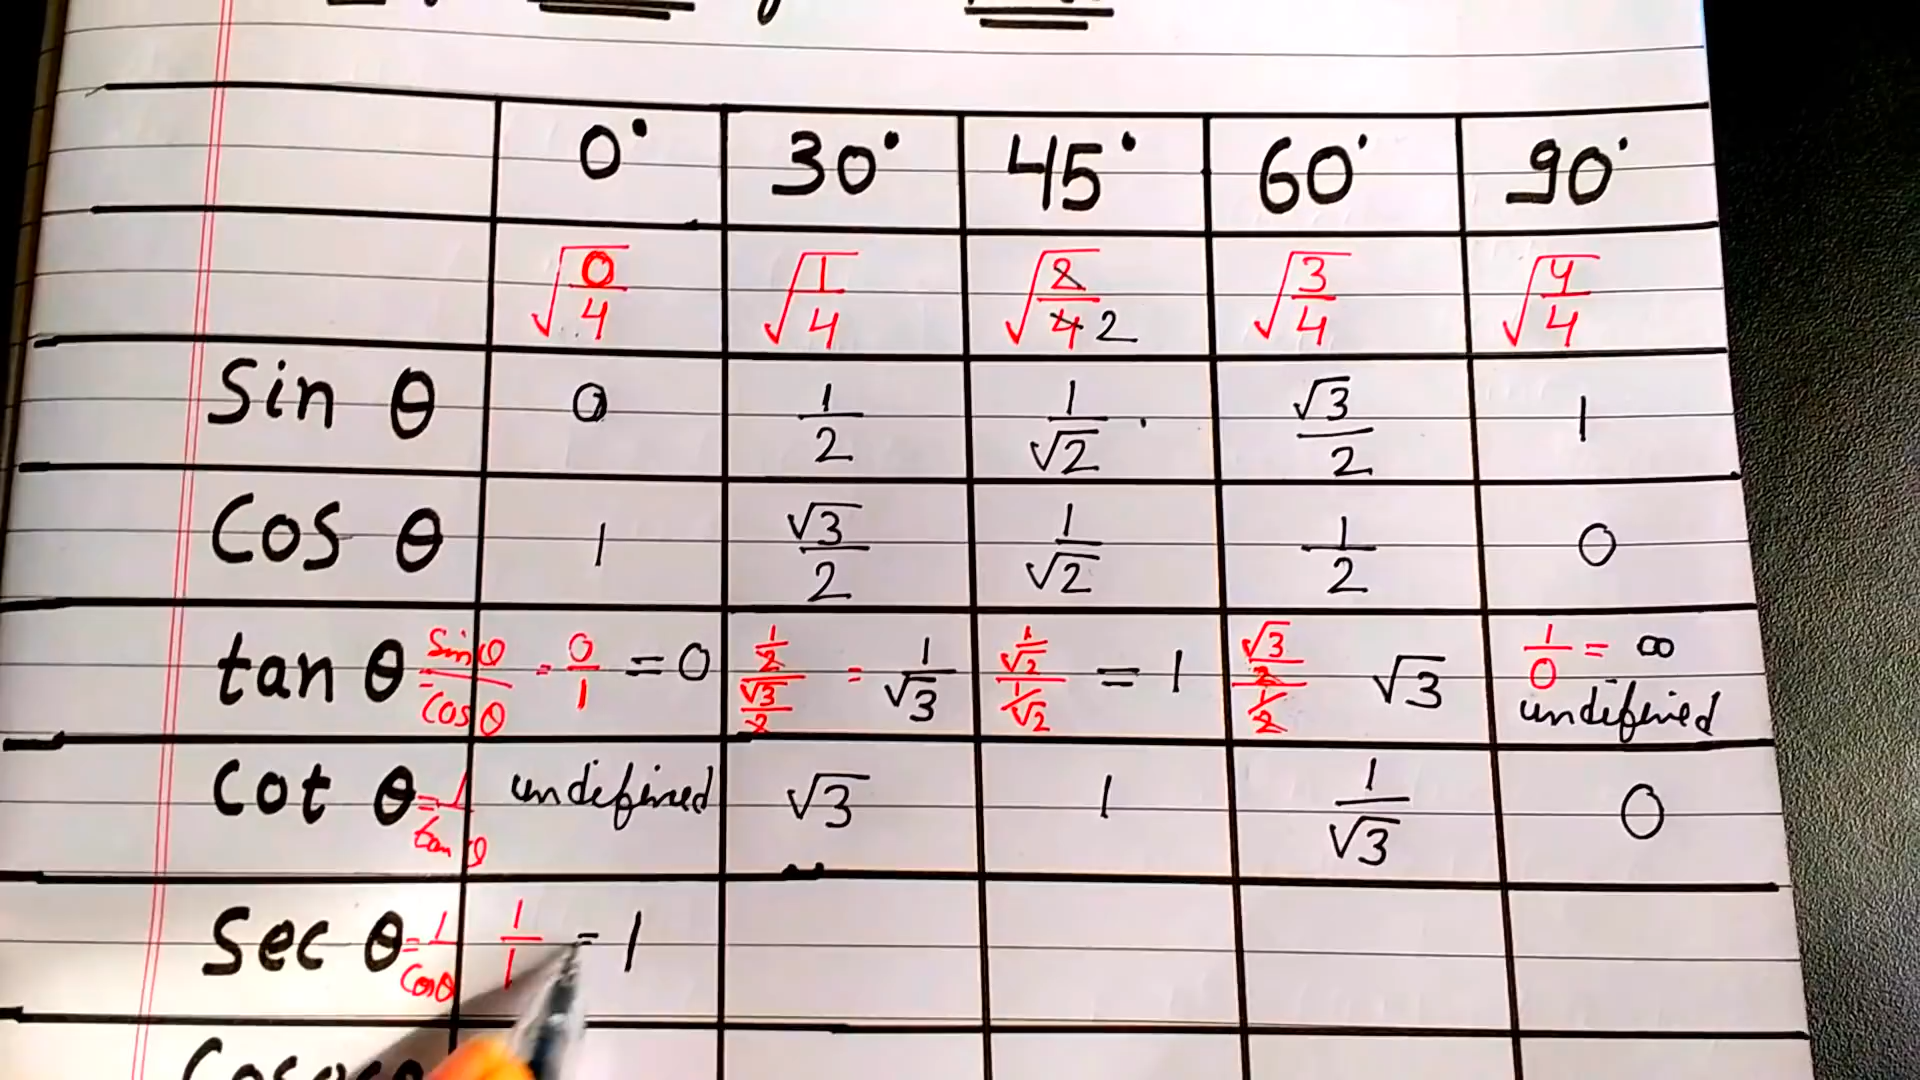 0° 30° 45° 60° 90°
√0/4 √1/4 √2/4 2 √3/4 √4/4
Sin θ 0 1/2 1/√2 √3/2 1
Cos θ 1 √3/2 1/√2 1/2 0
tan θ Sinθ/Cosθ = 0/1 = 0 1/2/√3/2 = 1/√3 1/√2/1/√2 = 1 √3/2/1/2 √3 1/0 = ∞ undefined
Cot θ = 1/tanθ undefined √3 1 1/√3 0
Sec θ = 1/Cosθ 1/1 = 1